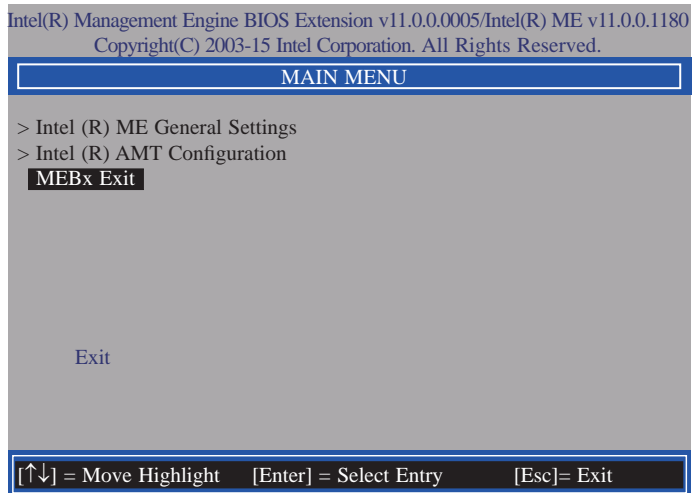 Intel(R) Management Engine BIOS Extension v11.0.0.0005/Intel(R) ME v11.0.0.1180
Copyright(C) 2003-15 Intel Corporation. All Rights Reserved.
MAIN MENU
> Intel (R) ME General Settings
> Intel (R) AMT Configuration
MEBx Exit
Exit
[↑↓] = Move Highlight [Enter] = Select Entry [Esc]= Exit